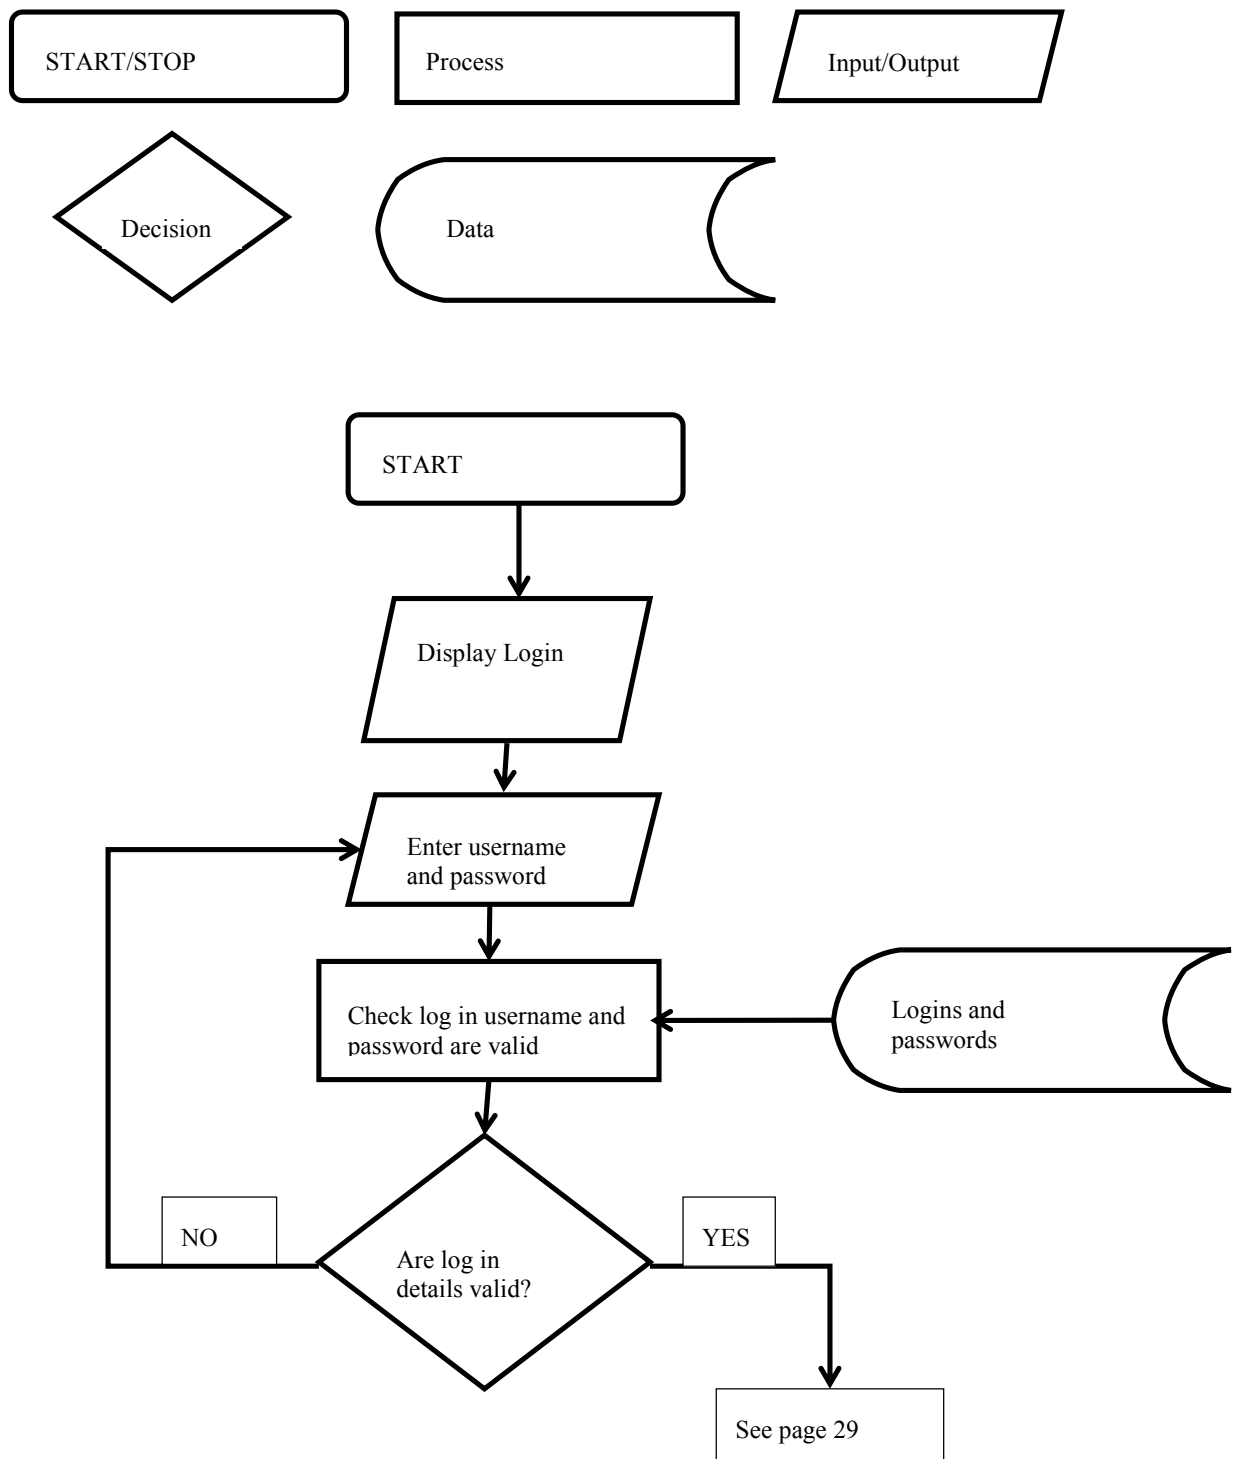 START/STOP
Process
Input/Output
Decision
Data
START
Display Login
Enter username
and password
Check log in username and
password are valid
Logins and
passwords
NO
YES
Are log in
details valid?
See page 29